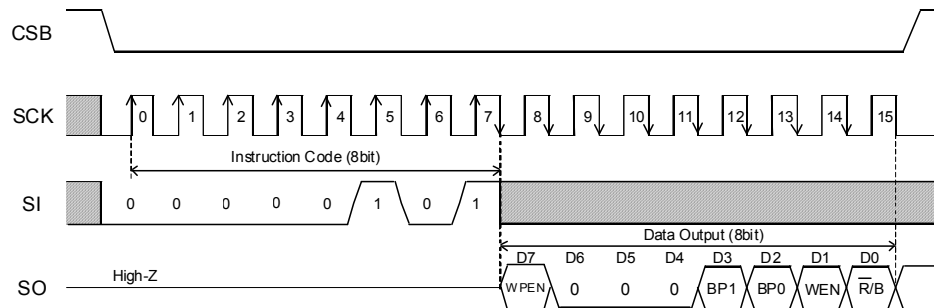 CSB
SCK 0 1 2 3 4 5 6 7 8 9 10 11 12 13 14 15
Instruction Code (8bit)
SI 0 0 0 0 0 1 0 1
Data Output (8bit)
D7 D6 D5 D4 D3 D2 D1 D0
High-Z
SO WPEN 0 0 0 BP1 BP0 WEN R̅/B